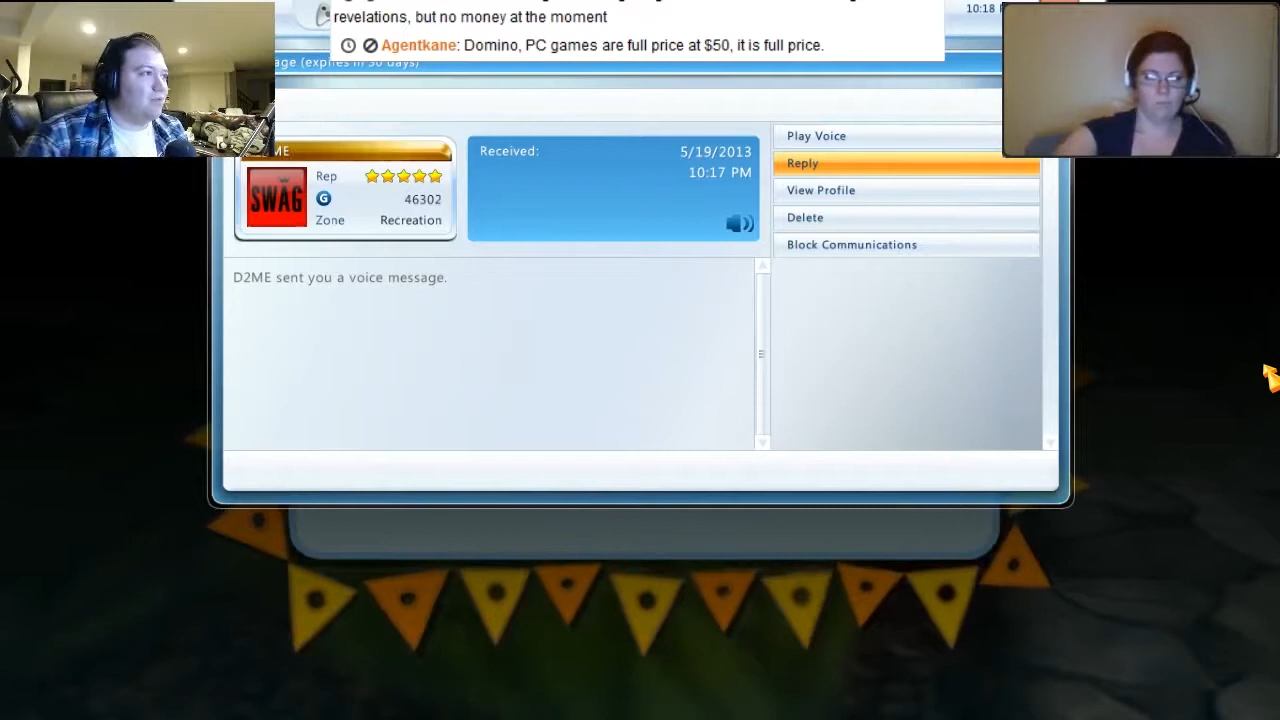 revelations, but no money at the moment
10:18
Agentkane: Domino, PC games are full price at $50, it is full price.
age (expires in 30 days)
ME
Rep
SWAG
G
46302
Zone Recreation
Received: 5/19/2013
10:17 PM
Play Voice
Reply
View Profile
Delete
Block Communications
D2ME sent you a voice message.